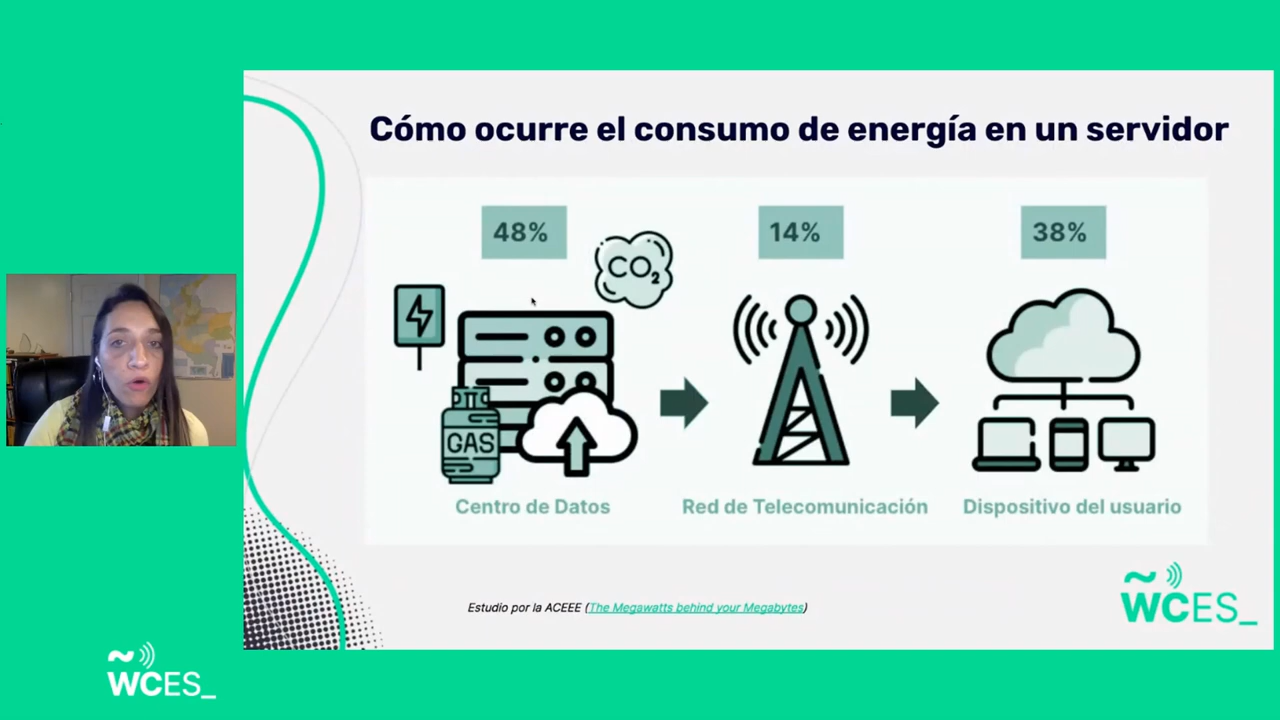 Cómo ocurre el consumo de energía en un servidor
48%
14%
38%
CO₂
GAS
Centro de Datos
Red de Telecomunicación
Dispositivo del usuario
Estudio por la ACEEE (The Megawatts behind your Megabytes)
~WCES_
~WCES_